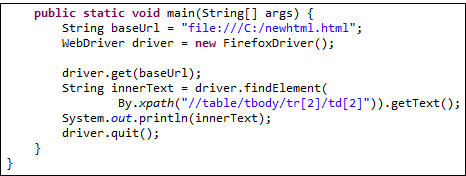 public static void main(String[] args) {
String baseUrl = "file:///C:/newhtml.html";
WebDriver driver = new FirefoxDriver();
driver.get(baseUrl);
String innerText = driver.findElement(
By.xpath("//table/tbody/tr[2]/td[2]")).getText();
System.out.println(innerText);
driver.quit();
}
}